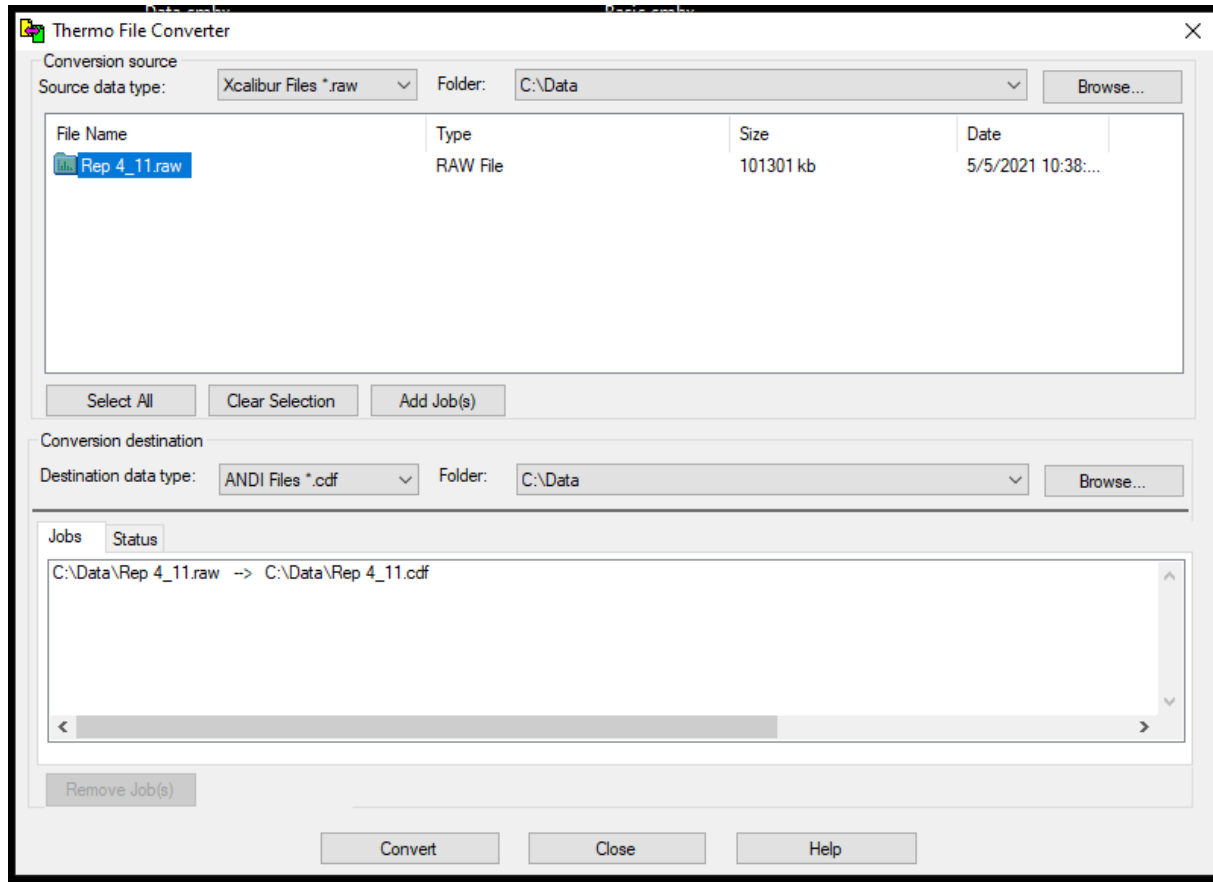 Thermo File Converter
Conversion source
Source data type: Xcalibur Files *.raw Folder: C:\Data Browse...
File Name Type Size Date
Rep 4_11.raw RAW File 101301 kb 5/5/2021 10:38:...
Select All Clear Selection Add Job(s)
Conversion destination
Destination data type: ANDI Files *.cdf Folder: C:\Data Browse...
Jobs Status
C:\Data\Rep 4_11.raw --> C:\Data\Rep 4_11.cdf
Remove Job(s)
Convert Close Help